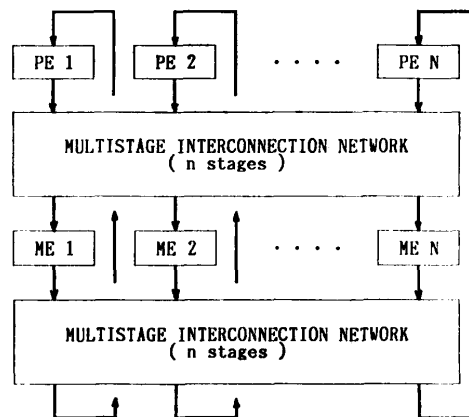 PE 1 PE 2 · · · · PE N
MULTISTAGE INTERCONNECTION NETWORK
( n stages )
ME 1 ME 2 · · · · ME N
MULTISTAGE INTERCONNECTION NETWORK
( n stages )